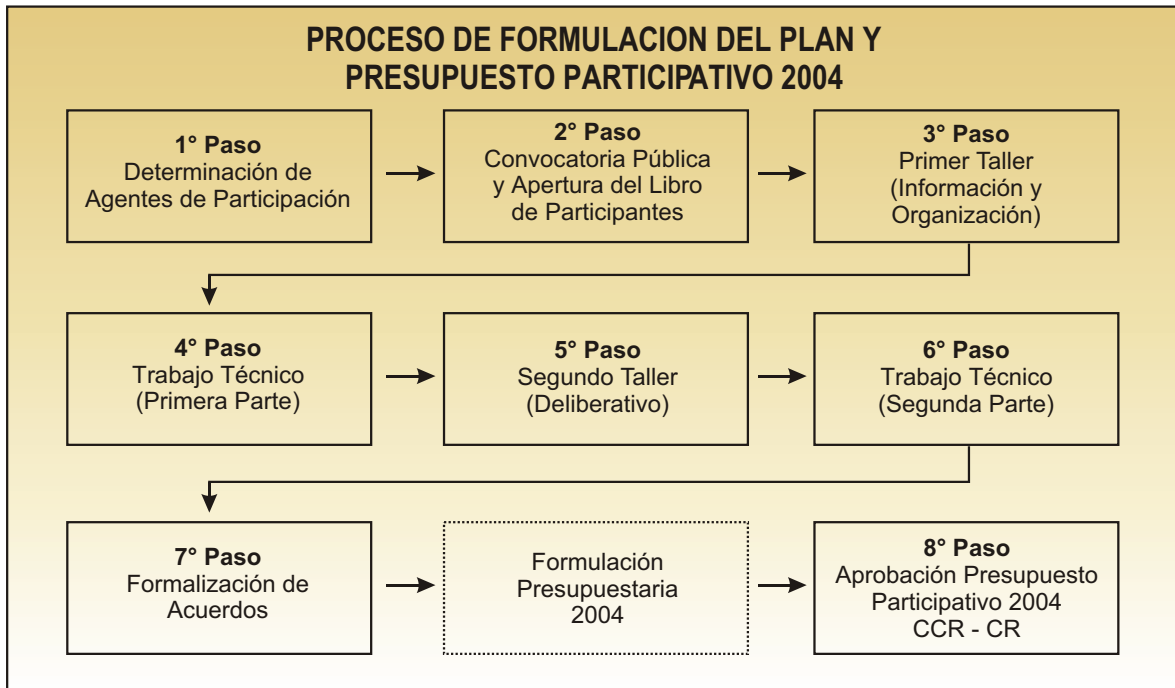 PROCESO DE FORMULACION DEL PLAN Y
PRESUPUESTO PARTICIPATIVO 2004
1° Paso
Determinación de
Agentes de Participación
2° Paso
Convocatoria Pública
y Apertura del Libro
de Participantes
3° Paso
Primer Taller
(Información y
Organización)
4° Paso
Trabajo Técnico
(Primera Parte)
5° Paso
Segundo Taller
(Deliberativo)
6° Paso
Trabajo Técnico
(Segunda Parte)
7° Paso
Formalización de
Acuerdos
Formulación
Presupuestaria
2004
8° Paso
Aprobación Presupuesto
Participativo 2004
CCR - CR